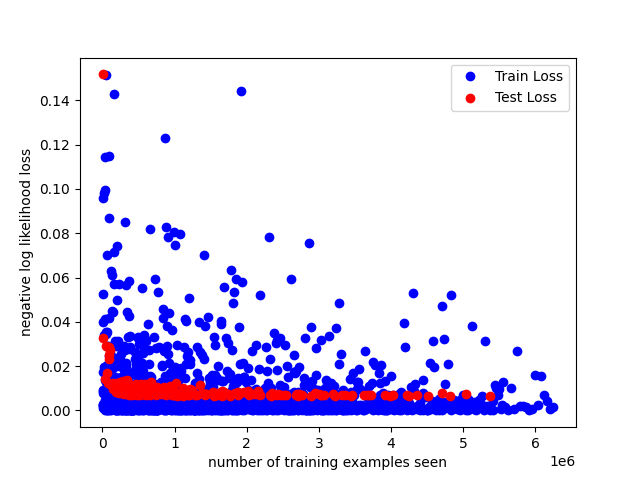 Train Loss
Test Loss
negative log likelihood loss
0.14
0.12
0.10
0.08
0.06
0.04
0.02
0.00
0 1 2 3 4 5 6
1e6
number of training examples seen